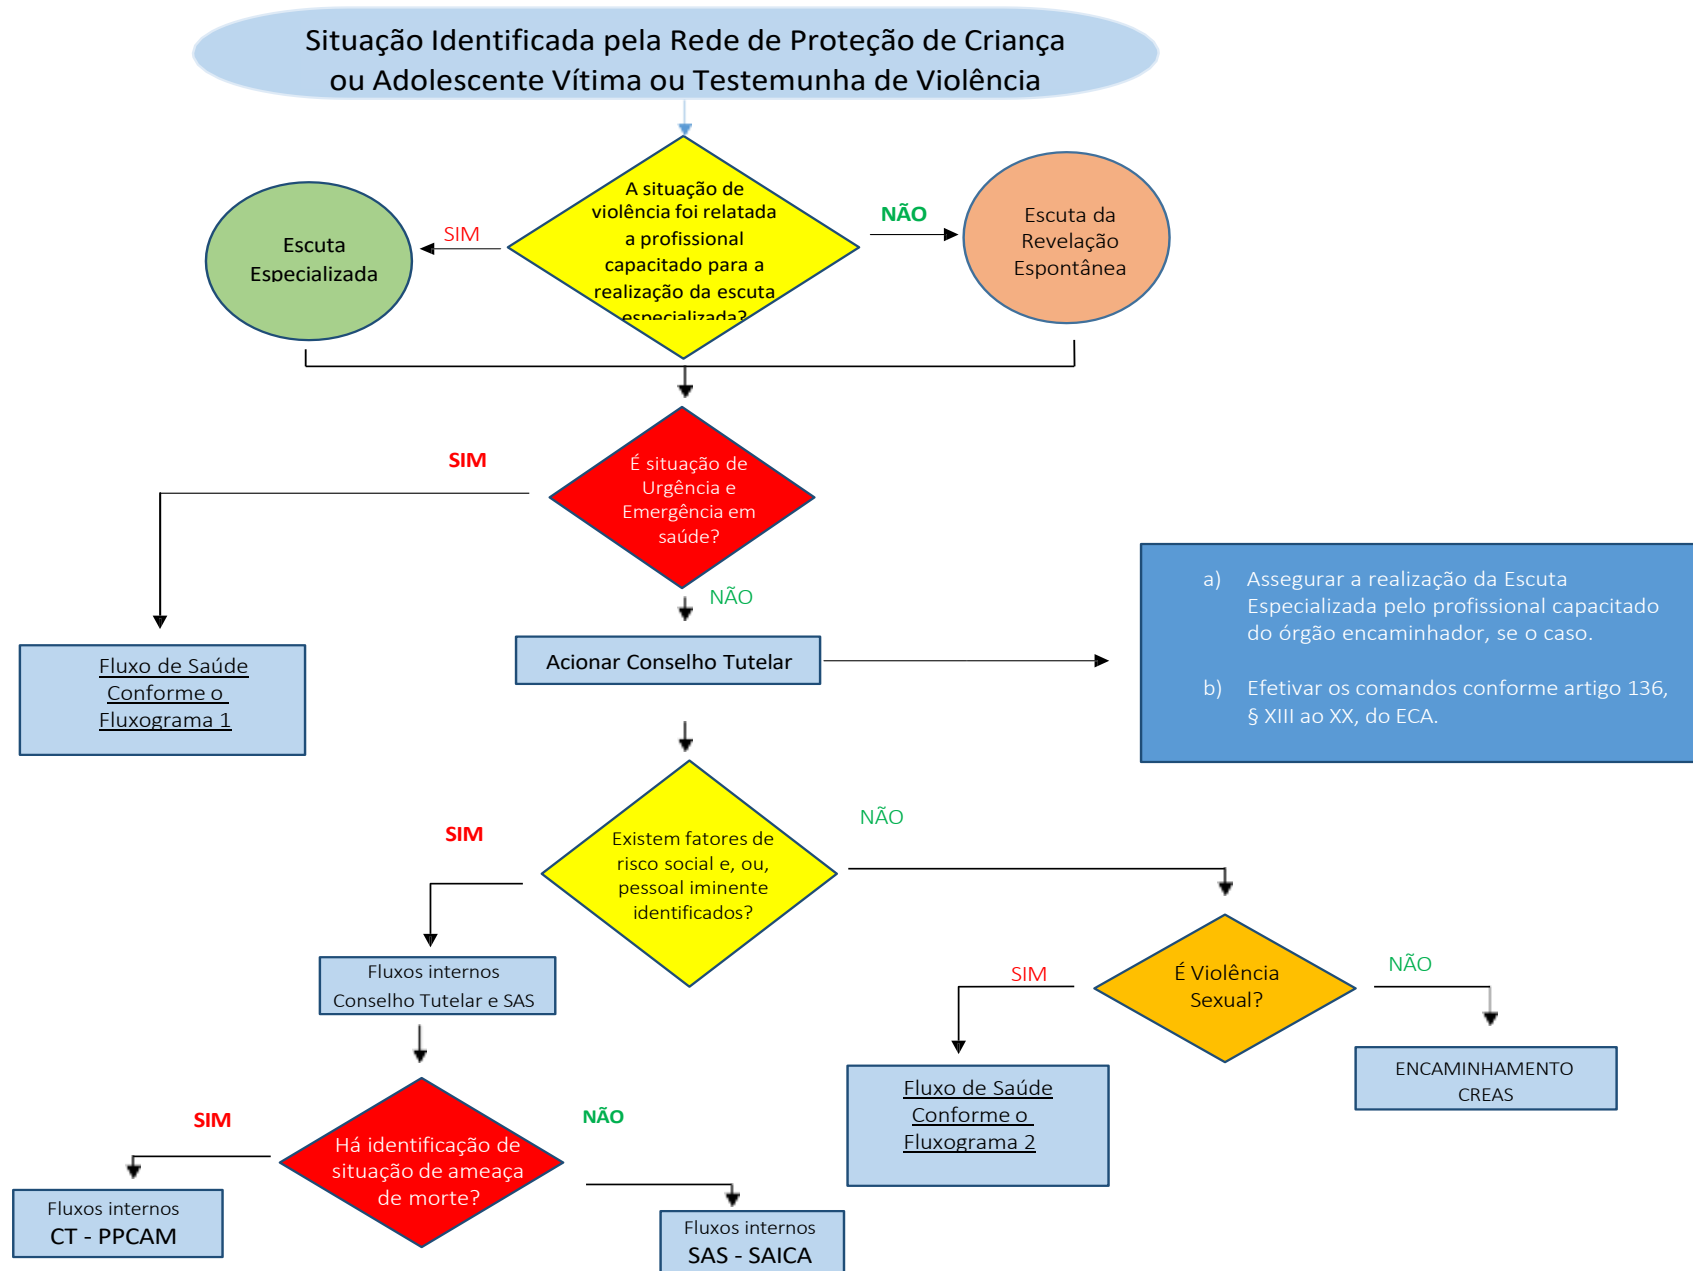 Situação Identificada pela Rede de Proteção de Criança
ou Adolescente Vítima ou Testemunha de Violência
A situação de
violência foi relatada
a profissional
capacitado para a
realização da escuta
especializada?
SIM
NÃO
Escuta
Especializada
Escuta da
Revelação
Espontânea
SIM
É situação de
Urgência e
Emergência em
saúde?
NÃO
Fluxo de Saúde
Conforme o
Fluxograma 1
Acionar Conselho Tutelar
a) Assegurar a realização da Escuta
Especializada pelo profissional capacitado
do órgão encaminhador, se o caso.
b) Efetivar os comandos conforme artigo 136,
§ XIII ao XX, do ECA.
SIM
Existem fatores de
risco social e, ou,
pessoal iminente
identificados?
NÃO
Fluxos internos
Conselho Tutelar e SAS
SIM
É Violência
Sexual?
NÃO
Fluxo de Saúde
Conforme o
Fluxograma 2
ENCAMINHAMENTO
CREAS
SIM
Há identificação de
situação de ameaça
de morte?
NÃO
Fluxos internos
CT - PPCAM
Fluxos internos
SAS - SAICA